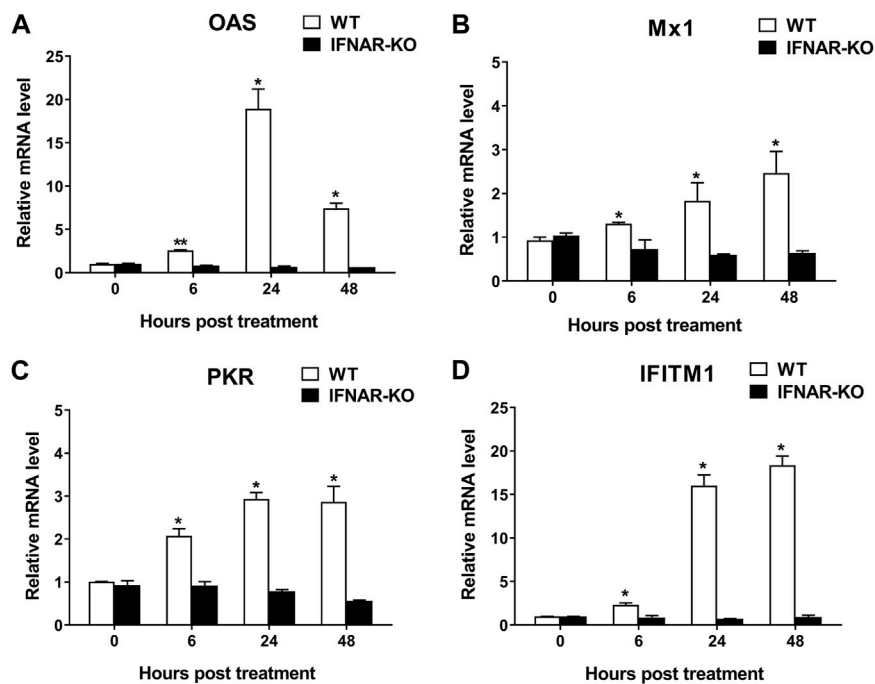 A
OAS
WT
IFNAR-KO
Relative mRNA level
25
20
15
10
5
0
**
*
*
0 6 24 48
Hours post treatment
B
Mx1
WT
IFNAR-KO
Relative mRNA level
5
4
3
2
1
0
*
*
*
0 6 24 48
Hours post treament
C
PKR
WT
IFNAR-KO
Relative mRNA level
5
4
3
2
1
0
*
*
*
0 6 24 48
Hours post treatment
D
IFITM1
WT
IFNAR-KO
Relative mRNA level
25
20
15
10
5
0
*
*
*
0 6 24 48
Hours post treatment